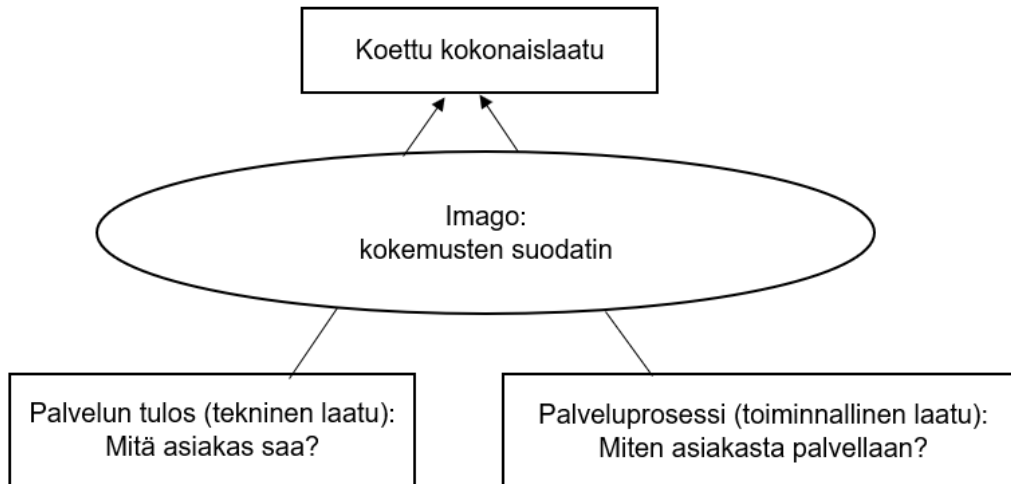 Koettu kokonaislaatu
Imago:
kokemusten suodatin
Palvelun tulos (tekninen laatu):
Mitä asiakas saa?
Palveluprosessi (toiminnallinen laatu):
Miten asiakasta palvellaan?